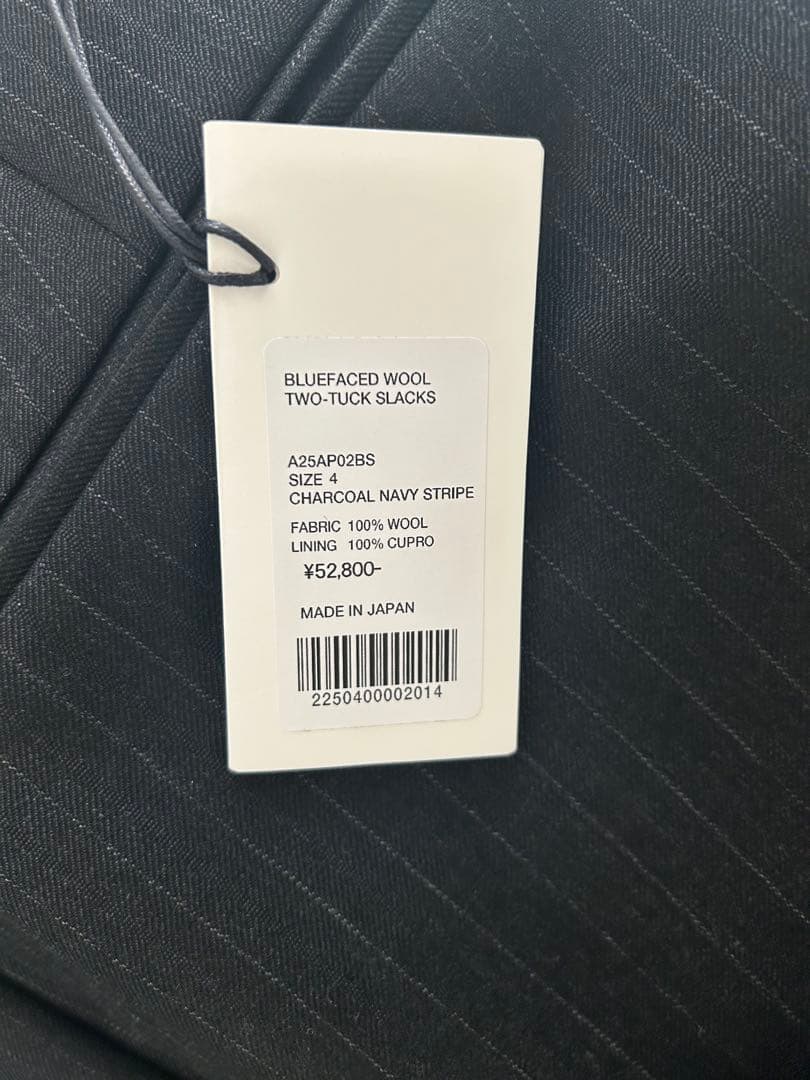 BLUEFACED WOOL
TWO-TUCK SLACKS
A25AP02BS
SIZE 4
CHARCOAL NAVY STRIPE
FABRIC 100% WOOL
LINING 100% CUPRO
¥52,800-
MADE IN JAPAN
2250400002014